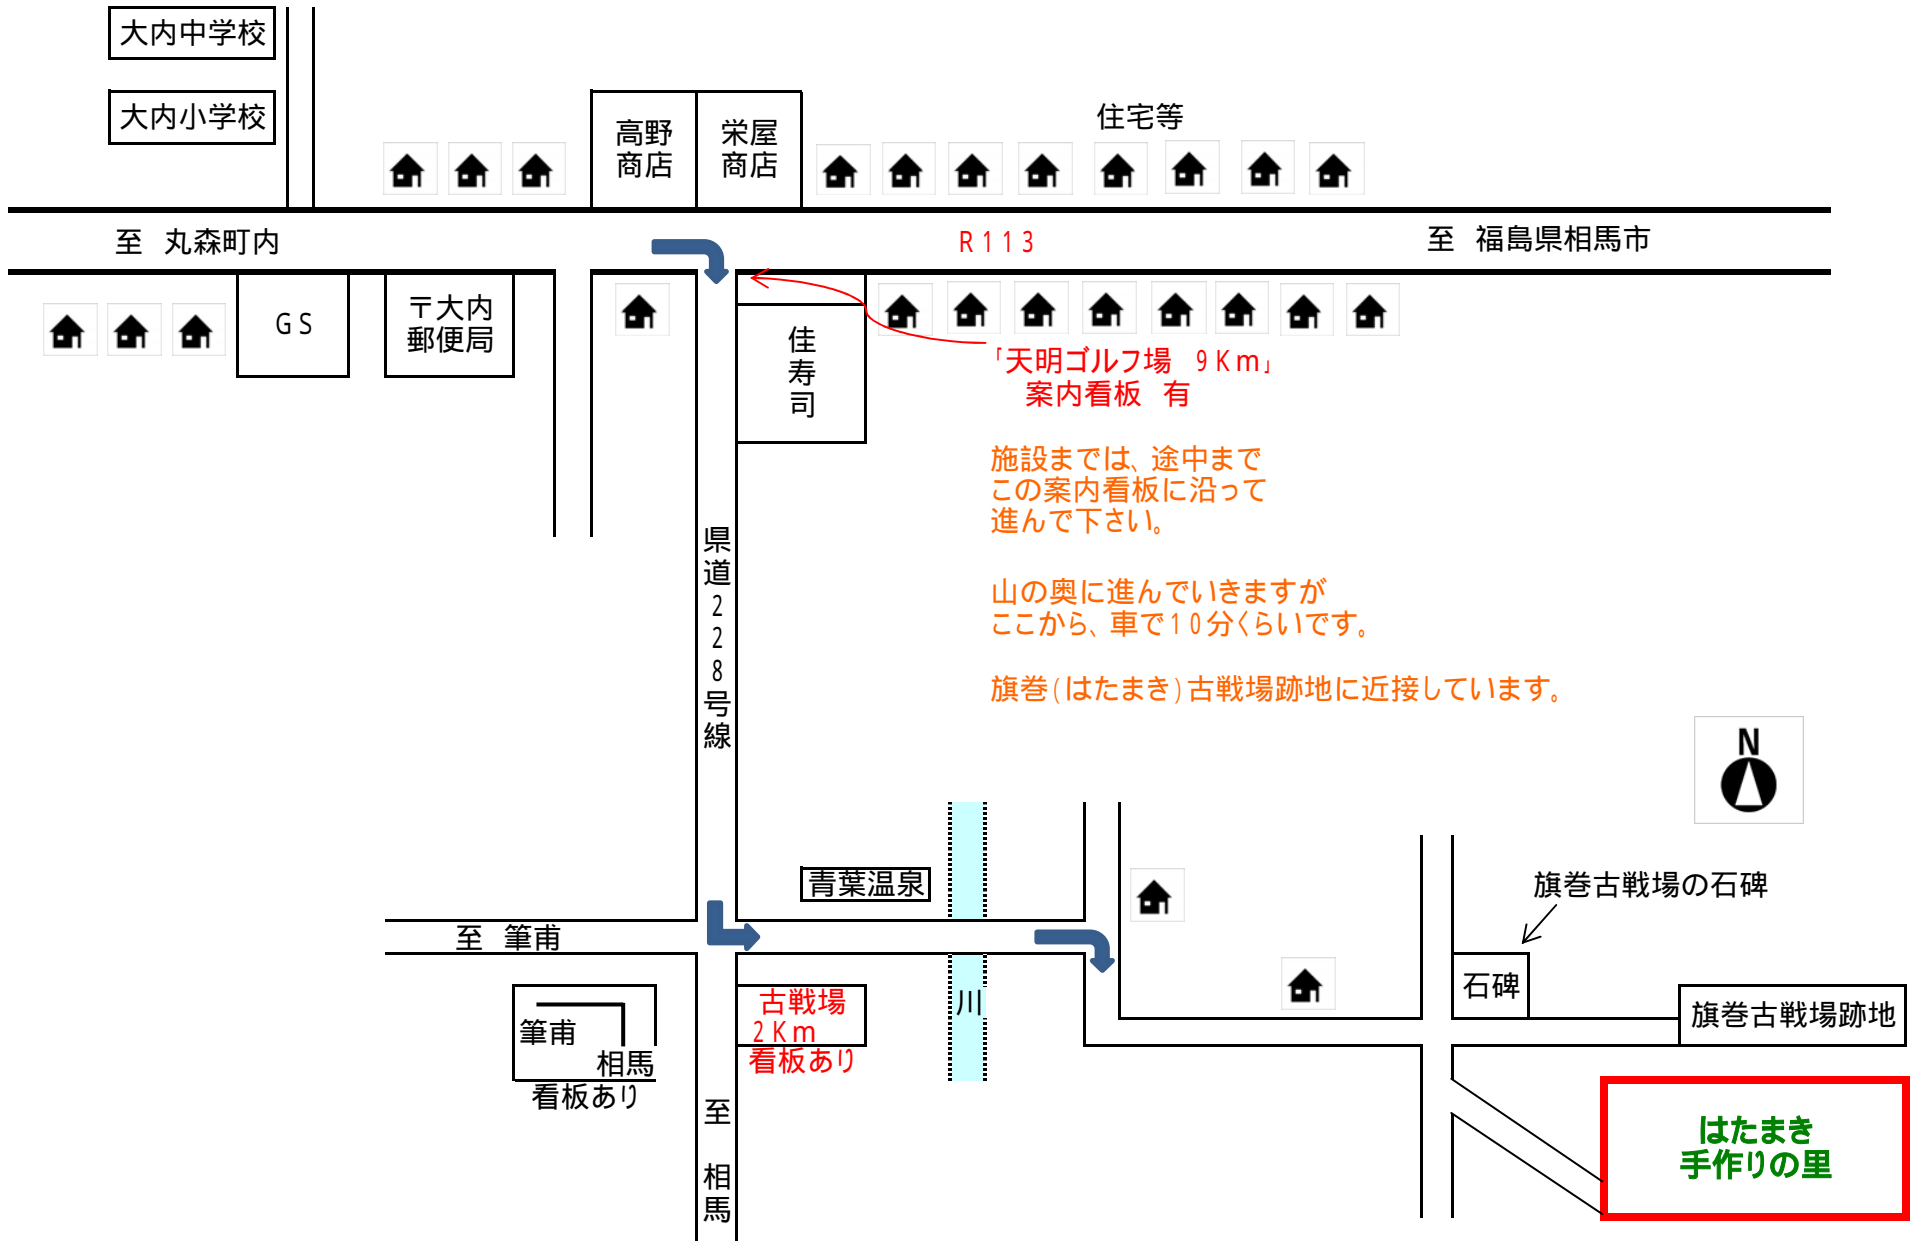 大内中学校
大内小学校
高野
商店
栄屋
商店
住宅等
至 丸森町内
R113
至 福島県相馬市
GS
〒大内
郵便局
佳寿司
「天明ゴルフ場 9Km」
案内看板 有
施設までは、途中まで
この案内看板に沿って
進んで下さい。
山の奥に進んでいきますが
ここから、車で10分くらいです。
旗巻(はたまき)古戦場跡地に近接しています。
県道228号線
N
青葉温泉
旗巻古戦場の石碑
至 筆甫
石碑
旗巻古戦場跡地
筆甫
相馬
看板あり
古戦場
2Km
看板あり
川
至 相馬
はたまき
手作りの里